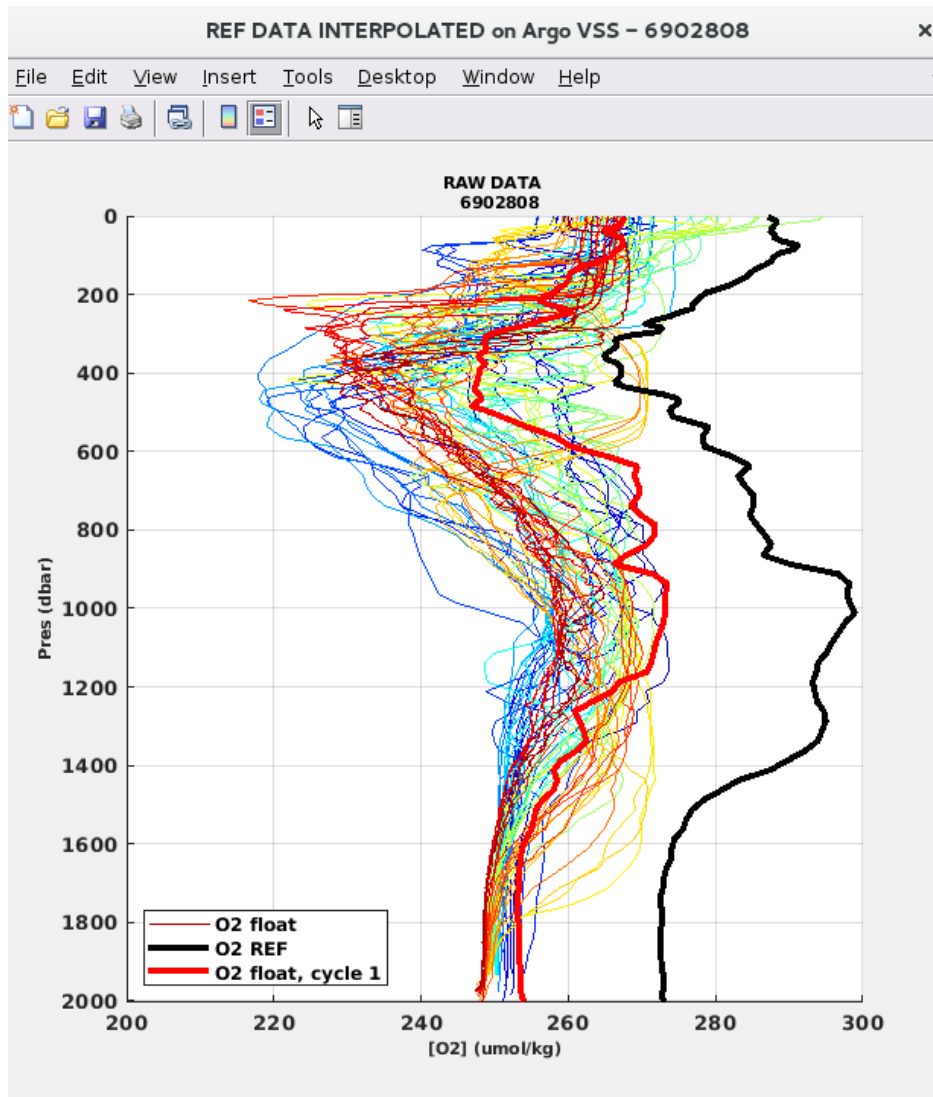 REF DATA INTERPOLATED on Argo VSS – 6902808
×
File Edit View Insert Tools Desktop Window Help
RAW DATA
6902808
0
200
400
600
800
1000
1200
1400
1600
1800
2000
Pres (dbar)
O2 float
O2 REF
O2 float, cycle 1
200 220 240 260 280 300
[O2] (umol/kg)